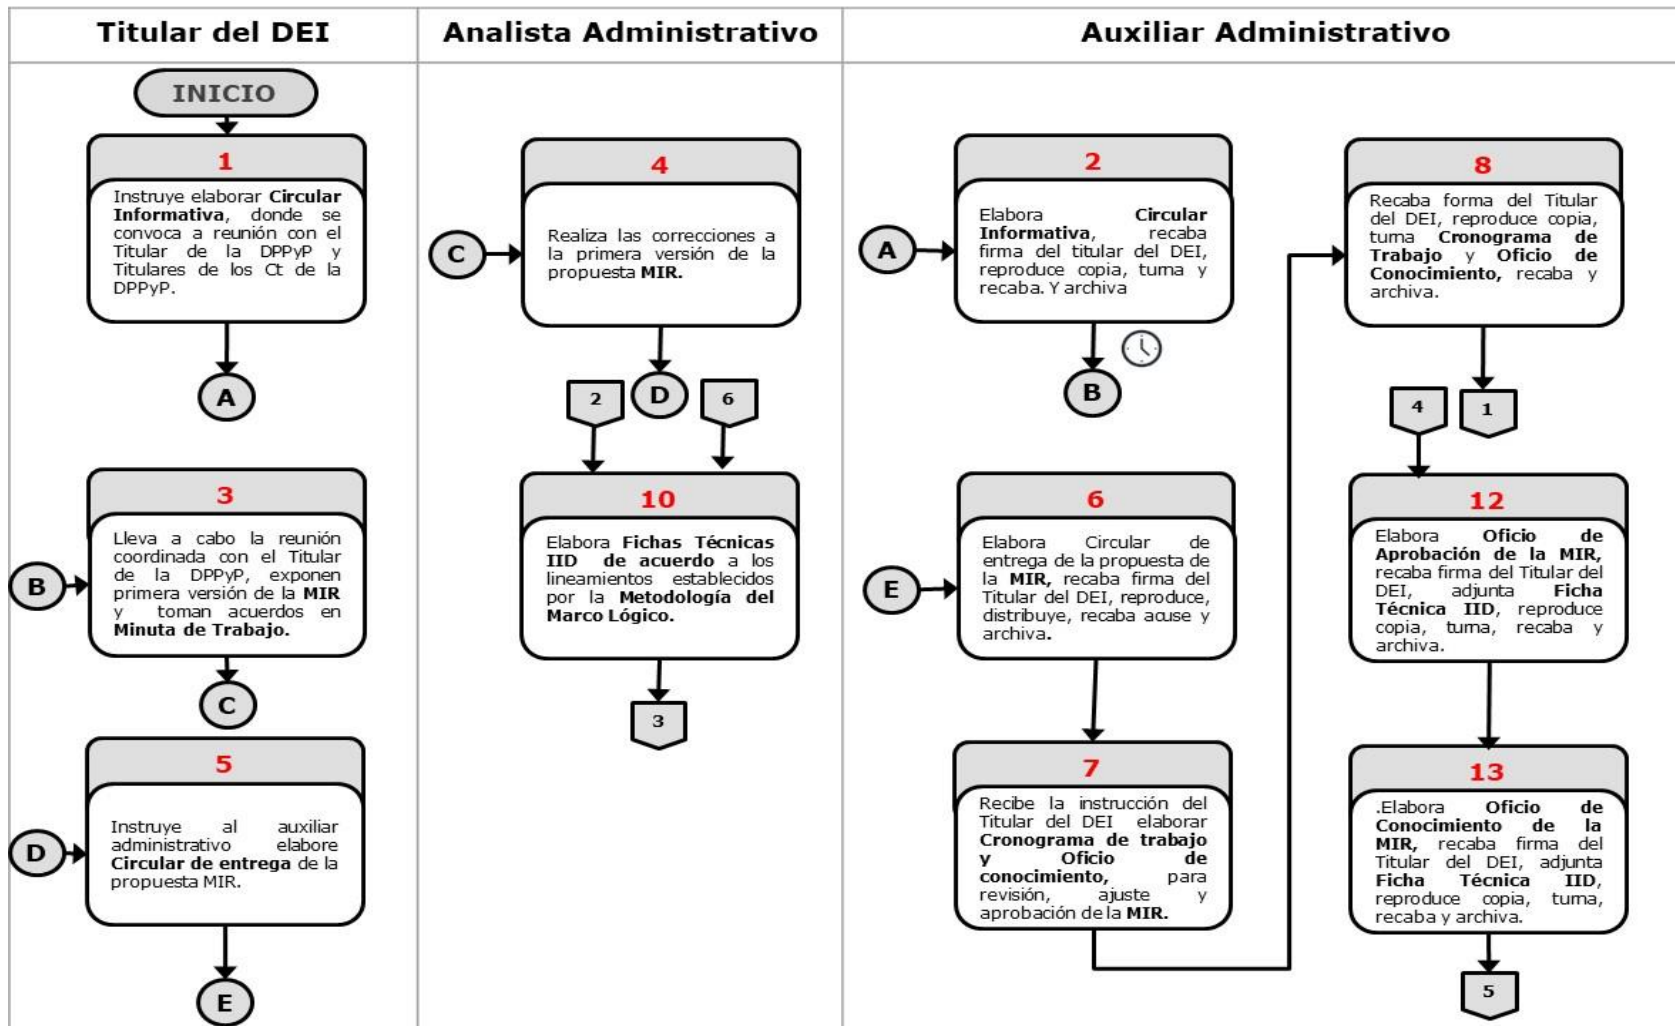 Titular del DEI
Analista Administrativo
Auxiliar Administrativo
INICIO
1
Instruye elaborar Circular
Informativa, donde se
convoca a reunión con el
Titular de la DPPyP y
Titulares de los Ct de la
DPPyP.
A
3
Lleva a cabo la reunión
coordinada con el Titular
de la DPPyP, exponen
primera versión de la MIR
y toman acuerdos en
Minuta de Trabajo.
B
C
5
Instruye al auxiliar
administrativo elabore
Circular de entrega de la
propuesta MIR.
D
E
4
Realiza las correcciones a
la primera versión de la
propuesta MIR.
C
D
2
6
10
Elabora Fichas Técnicas
IID de acuerdo a los
lineamientos establecidos
por la Metodología del
Marco Lógico.
3
2
Elabora Circular
Informativa, recaba
firma del titular del DEI,
reproduce copia, turna y
recaba. Y archiva
A
B
6
Elabora Circular de
entrega de la propuesta de
la MIR, recaba firma del
Titular del DEI, reproduce,
distribuye, recaba acuse y
archiva.
E
7
Recibe la instrucción del
Titular del DEI elaborar
Cronograma de trabajo
y Oficio de
conocimiento, para
revisión, ajuste y
aprobación de la MIR.
8
Recaba forma del Titular
del DEI, reproduce copia,
turna Cronograma de
Trabajo y Oficio de
Conocimiento, recaba y
archiva.
4
1
12
Elabora Oficio de
Aprobación de la MIR,
recaba firma del Titular del
DEI, adjunta Ficha
Técnica IID, reproduce
copia, turna, recaba y
archiva.
13
.Elabora Oficio de
Conocimiento de la
MIR, recaba firma del
Titular del DEI, adjunta
Ficha Técnica IID,
reproduce copia, turna,
recaba y archiva.
5